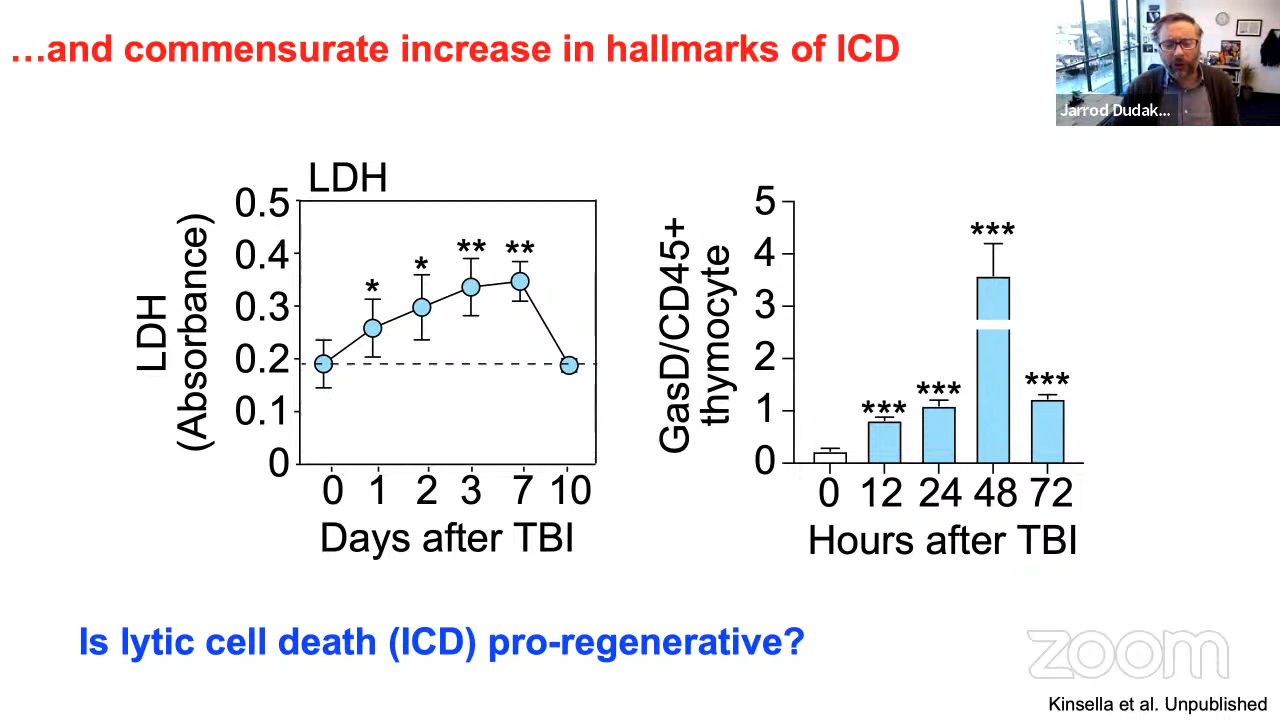 ...and commensurate increase in hallmarks of ICD
Jarrod Dudak...
LDH
0.5
0.4
0.3
0.2
0.1
0
LDH
(Absorbance)
*
*
**
**
0 1 2 3 7 10
Days after TBI
5
4
3
2
1
0
GasD/CD45+
thymocyte
***
***
***
***
0 12 24 48 72
Hours after TBI
Is lytic cell death (ICD) pro-regenerative?
zoom
Kinsella et al. Unpublished